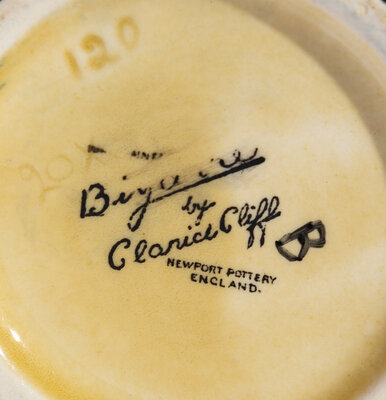 120
Bizarre
by
Clarice Cliff
B
NEWPORT POTTERY
ENGLAND.